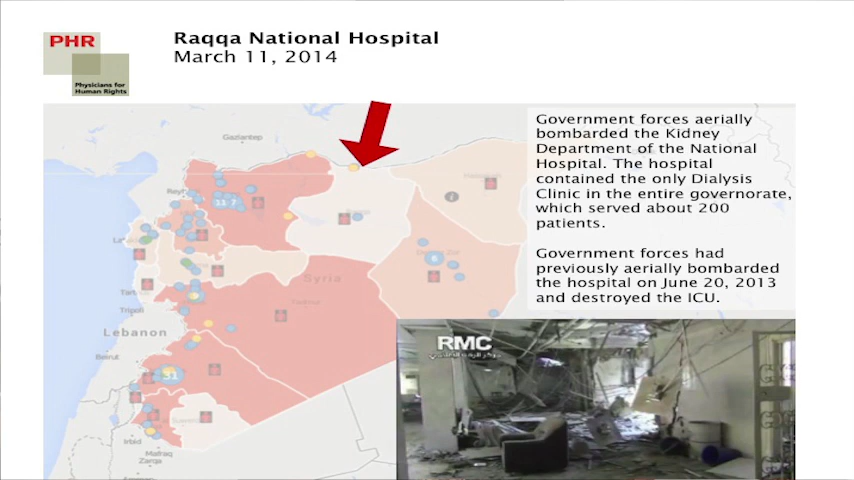 PHR
Physicians for
Human Rights
Raqqa National Hospital
March 11, 2014
Government forces aerially
bombarded the Kidney
Department of the National
Hospital. The hospital
contained the only Dialysis
Clinic in the entire governorate,
which served about 200
patients.
Government forces had
previously aerially bombarded
the hospital on June 20, 2013
and destroyed the ICU.
Gaziantep
Syria
6
Tripoli
Lebanon
Beirut
31
Irbid
Mafraq
Zarqa
RMC